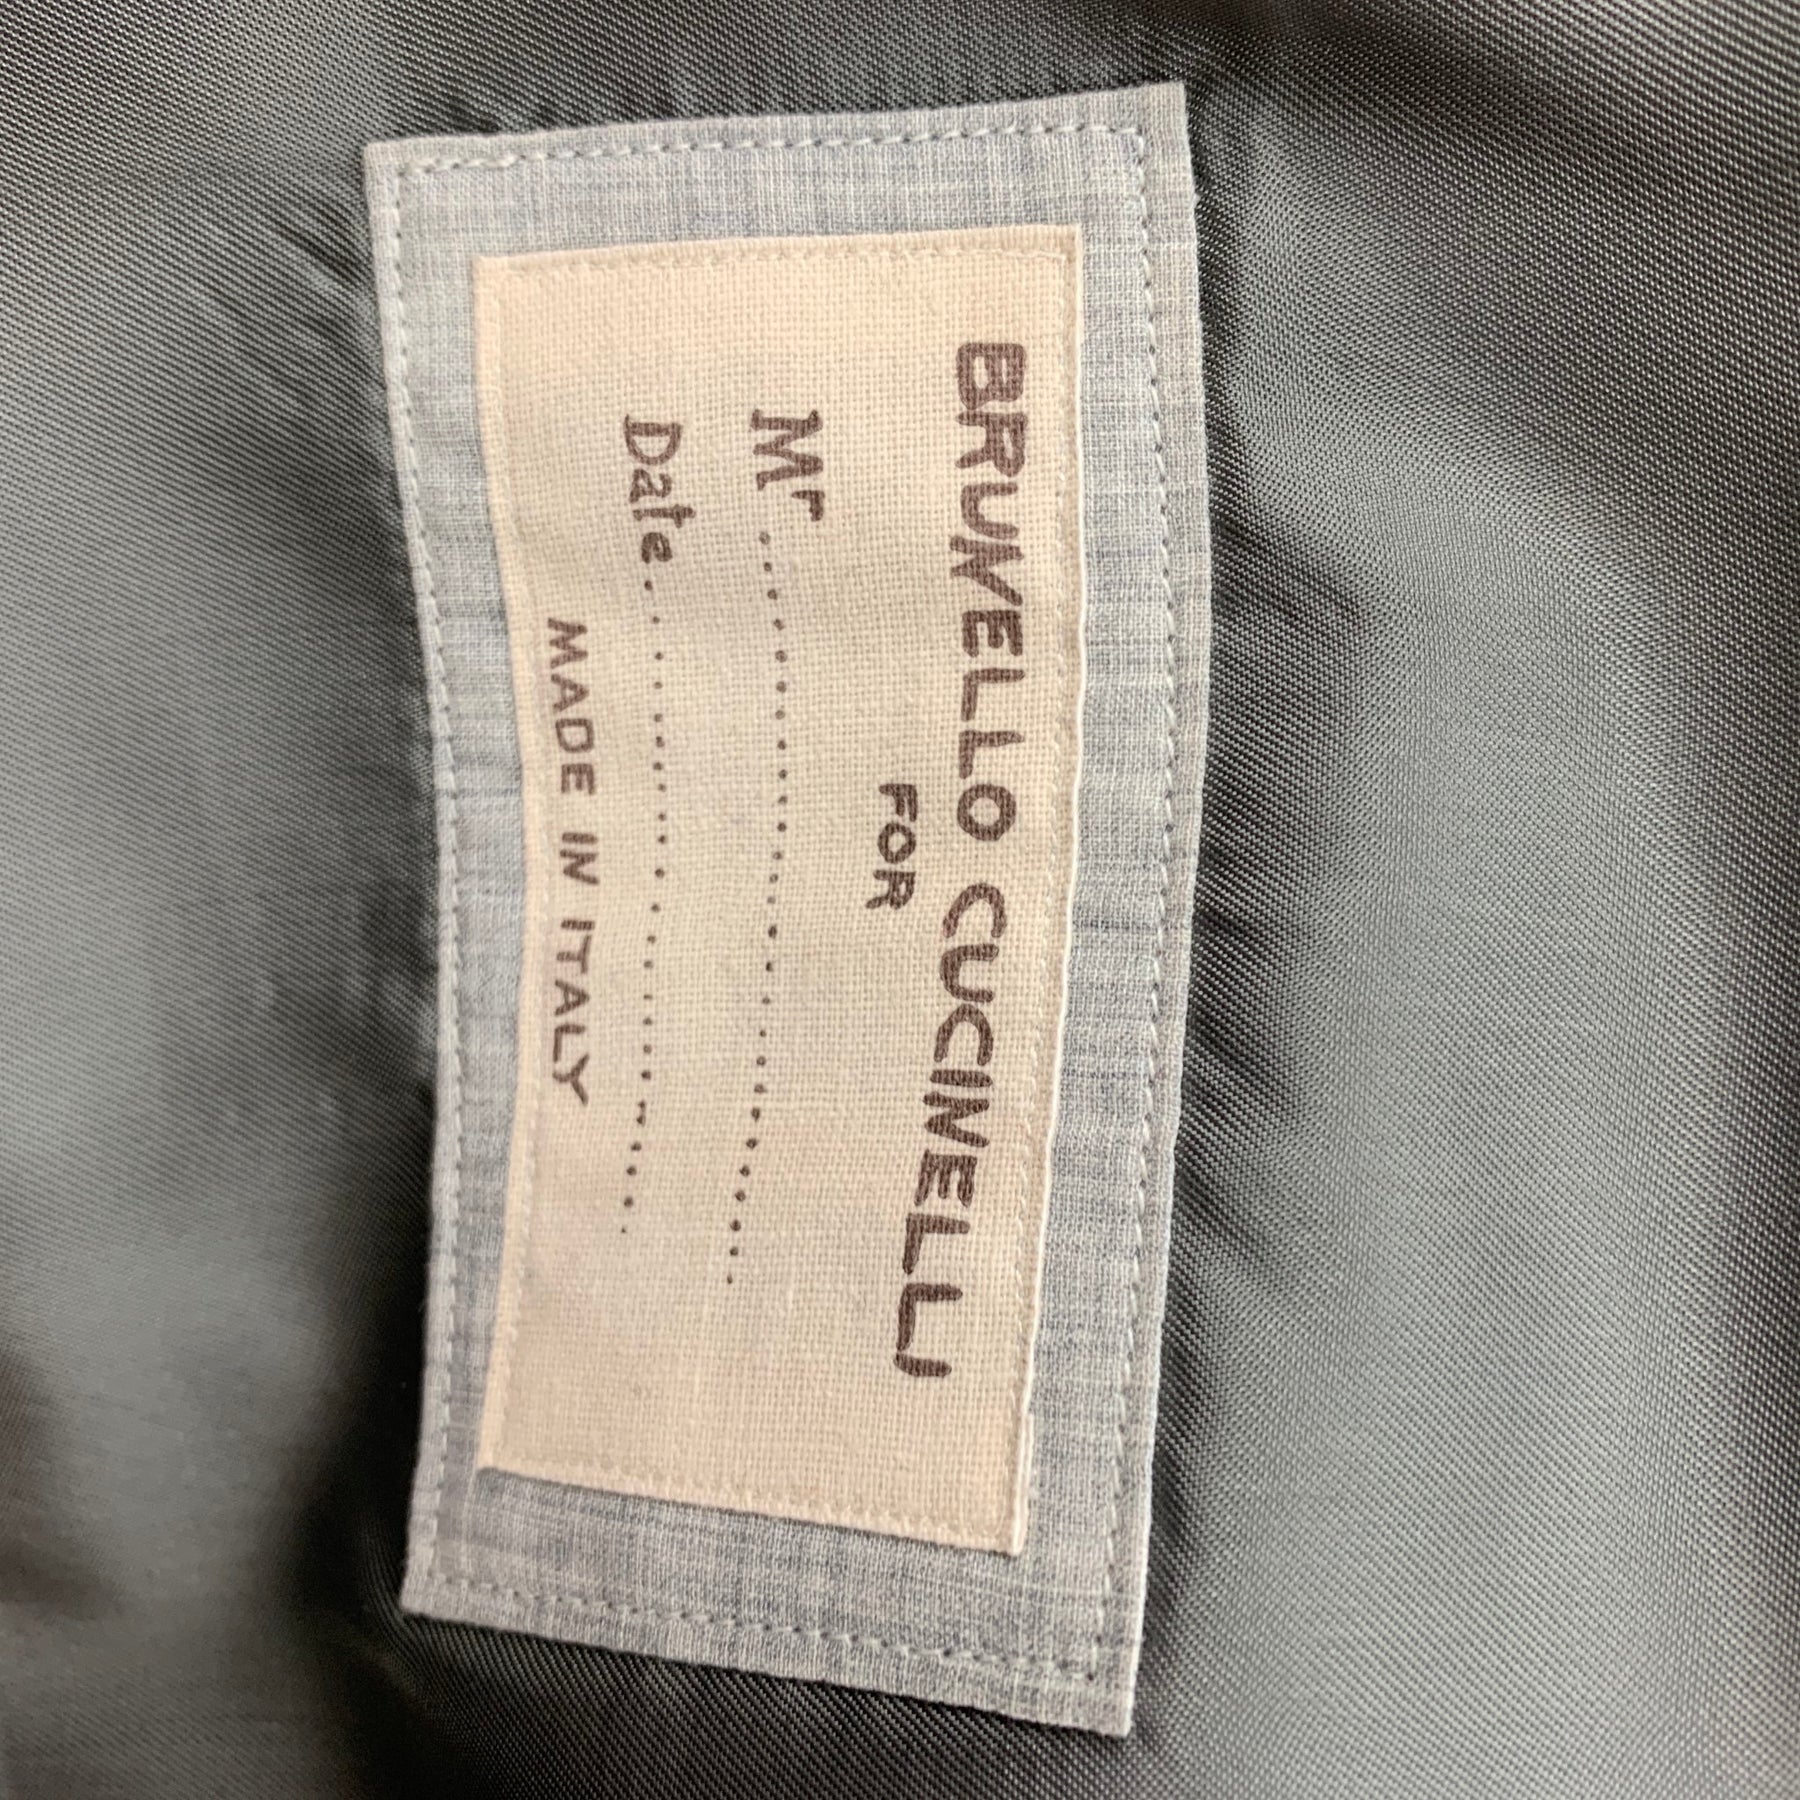 BRUNELLO CUCINELLI
FOR
Mr ..............................
Date ..............................
MADE IN ITALY